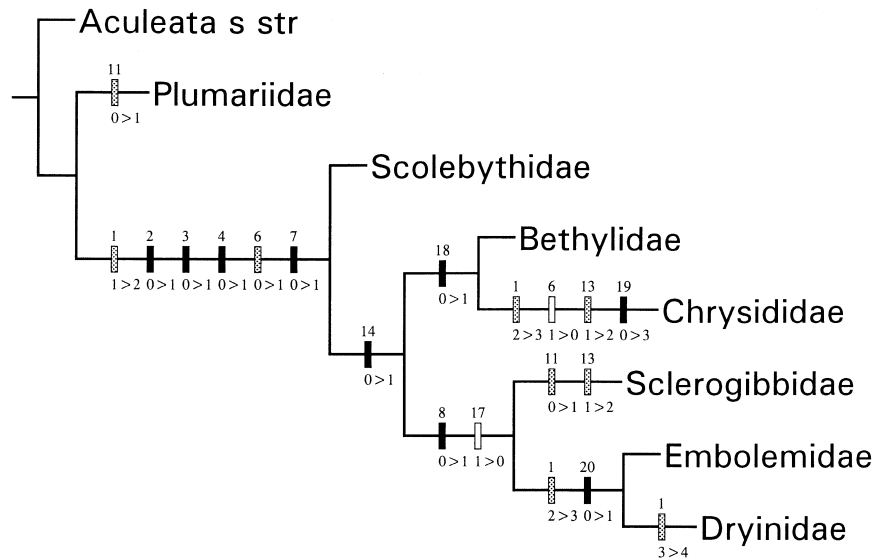 Aculeata s str
11
Plumariidae
0>1
Scolebythidae
1 2 3 4 6 7
1>2 0>1 0>1 0>1 0>1 0>1
18
Bethylidae
0>1
1 6 13 19
Chrysididae
2>3 1>0 1>2 0>3
14
0>1
11 13
Sclerogibbidae
0>1 1>2
8 17
0>1 1>0
Embolemidae
1 20
2>3 0>1
1
Dryinidae
3>4